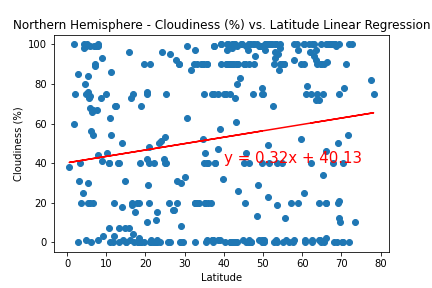 Northern Hemisphere - Cloudiness (%) vs. Latitude Linear Regression
100
80
60
40
20
0
Cloudiness (%)
y = 0.32x + 40.13
0 10 20 30 40 50 60 70 80
Latitude